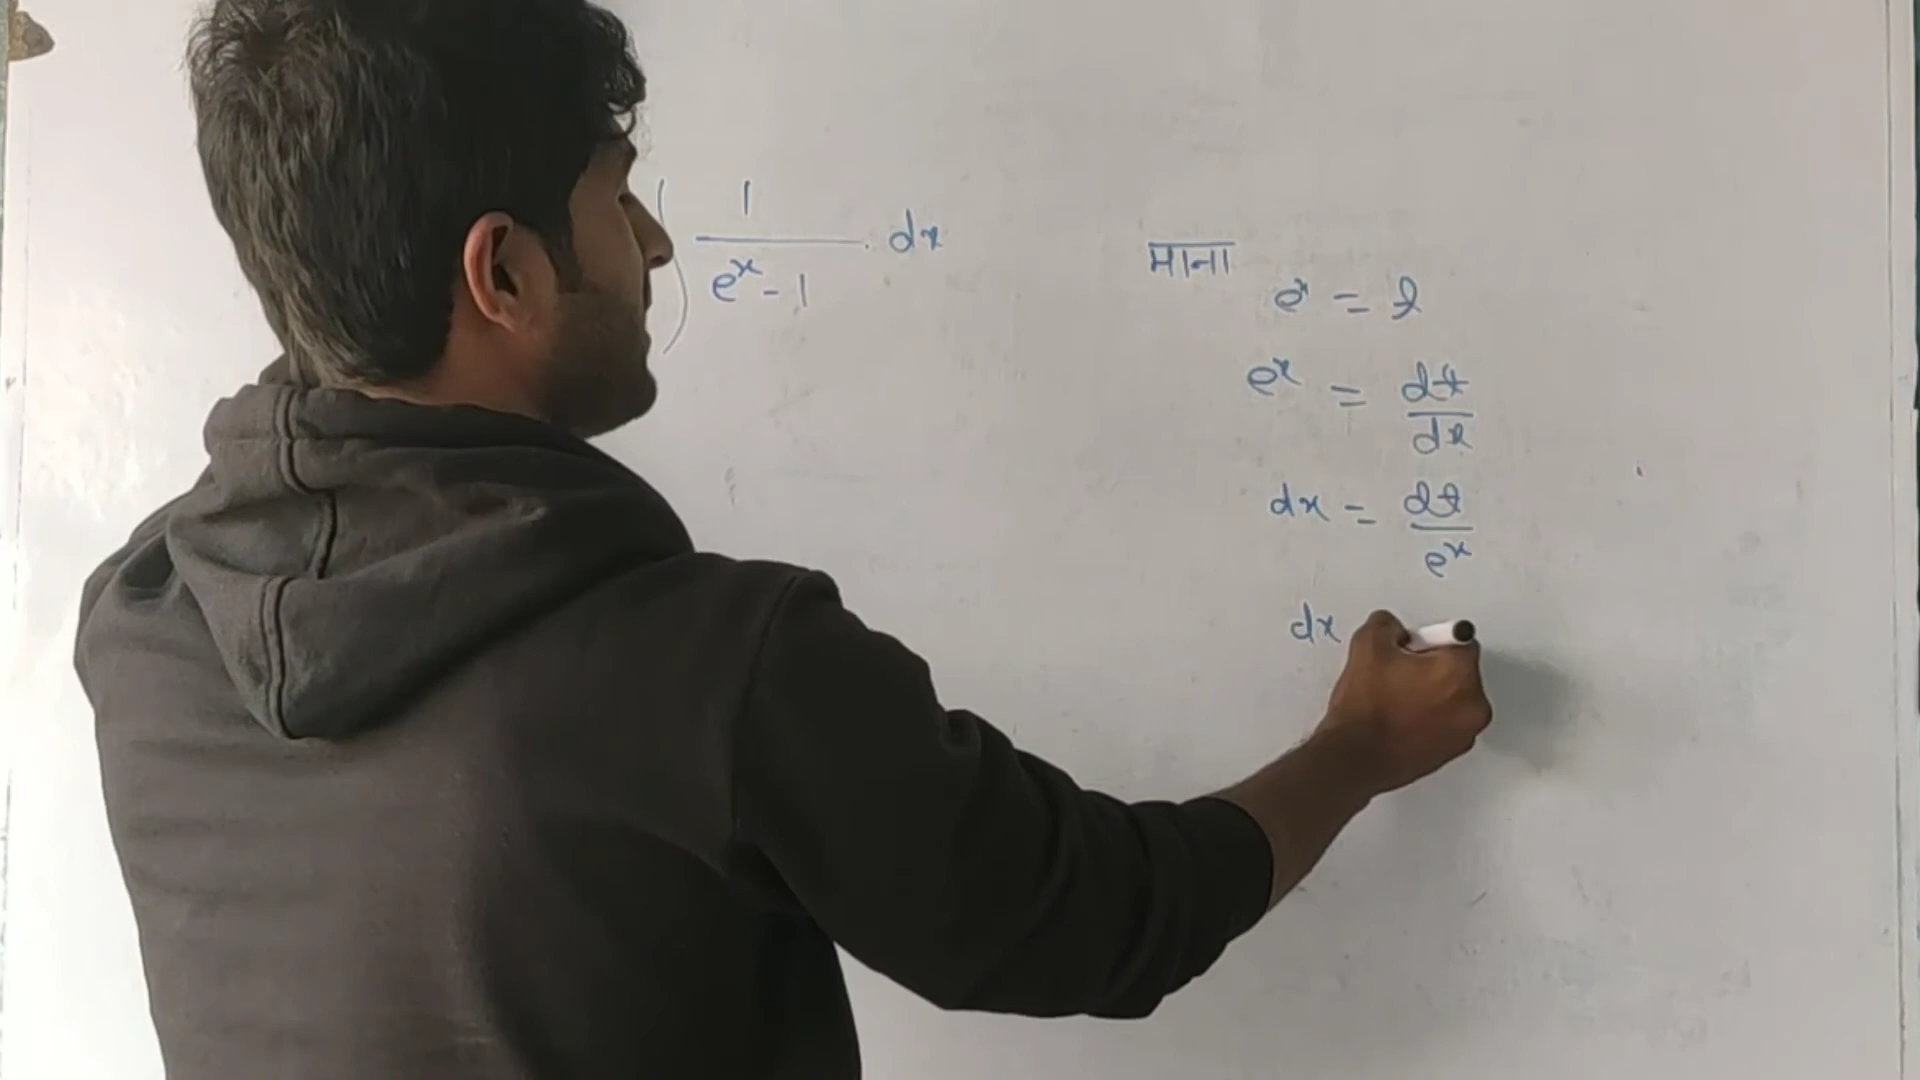 ∫ 1/(eˣ - 1) . dx
माना
eˣ = t
eˣ = dt/dx
dx = dt/eˣ
dx